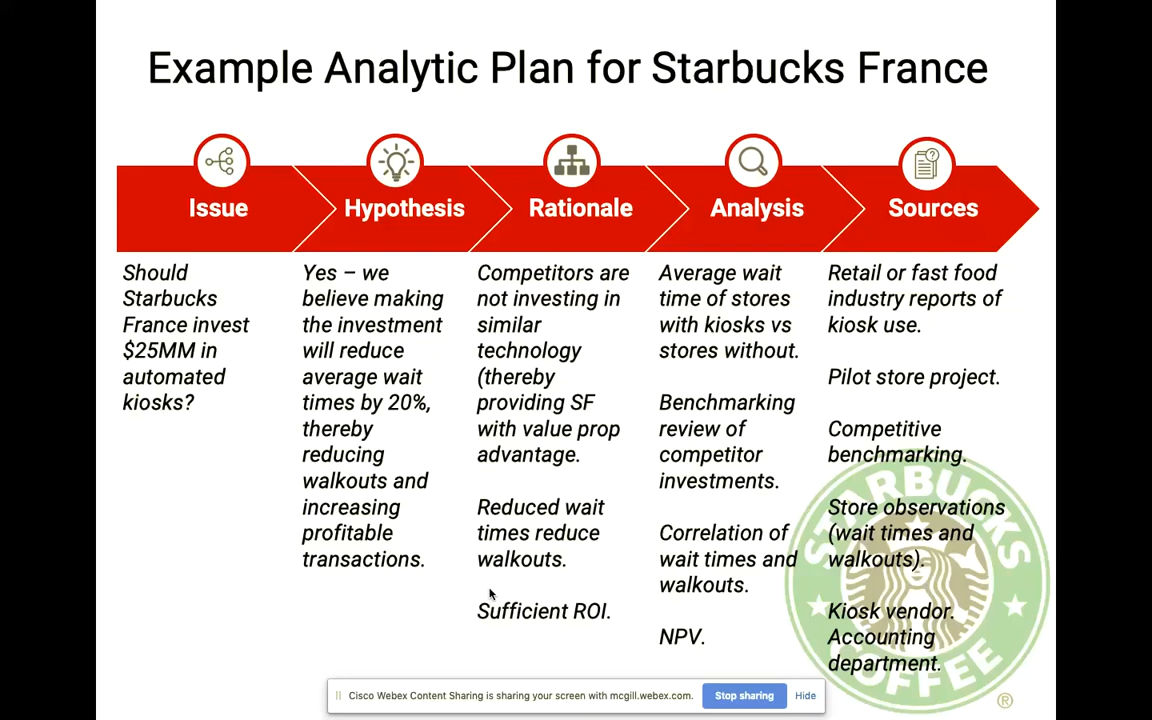 Example Analytic Plan for Starbucks France
Issue
Hypothesis
Rationale
Analysis
Sources
Should
Starbucks
France invest
$25MM in
automated
kiosks?
Yes – we
believe making
the investment
will reduce
average wait
times by 20%,
thereby
reducing
walkouts and
increasing
profitable
transactions.
Competitors are
not investing in
similar
technology
(thereby
providing SF
with value prop
advantage.
Reduced wait
times reduce
walkouts.
Sufficient ROI.
Average wait
time of stores
with kiosks vs
stores without.
Benchmarking
review of
competitor
investments.
Correlation of
wait times and
walkouts.
NPV.
Retail or fast food
industry reports of
kiosk use.
Pilot store project.
Competitive
benchmarking.
Store observations
(wait times and
walkouts).
Kiosk vendor.
Accounting
department.
STARBUCKS
COFFEE
®
Cisco Webex Content Sharing is sharing your screen with mcgill.webex.com.
Stop sharing
Hide